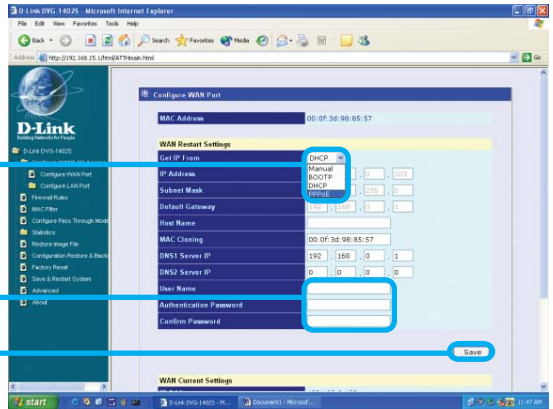 D-Link DVG-1402S - Microsoft Internet Explorer
File Edit View Favorites Tools Help
Back Search Favorites Media
Address http://192.168.15.1/html/ATTHmain.html Go
D-Link
Building Networks for People
D-Link DVG-1402S
Configure WAN Port
Configure LAN Port
Firewall Rules
MAC Filter
Configure Pass Through Mode
Statistics
Restore Image File
Configuration Restore & Back
Factory Reset
Save & Restart System
Advanced
About
Configure WAN Port
MAC Address 00:0f:3d:98:85:57
WAN Restart Settings
Get IP From DHCP
Manual
BOOTP
DHCP
PPPoE
IP Address . 0 . 103
Subnet Mask . 255 . 0
Default Gateway 192 . 168 . 0 . 1
Host Name
MAC Cloning 00:0f:3d:98:85:57
DNS1 Server IP 192 . 168 . 0 . 1
DNS2 Server IP 0 . 0 . 0 . 0
User Name
Authentication Password
Confirm Password
Save
WAN Current Settings
start D-Link DVG-1402S - M... Document1 - Microsof... 11:47 AM